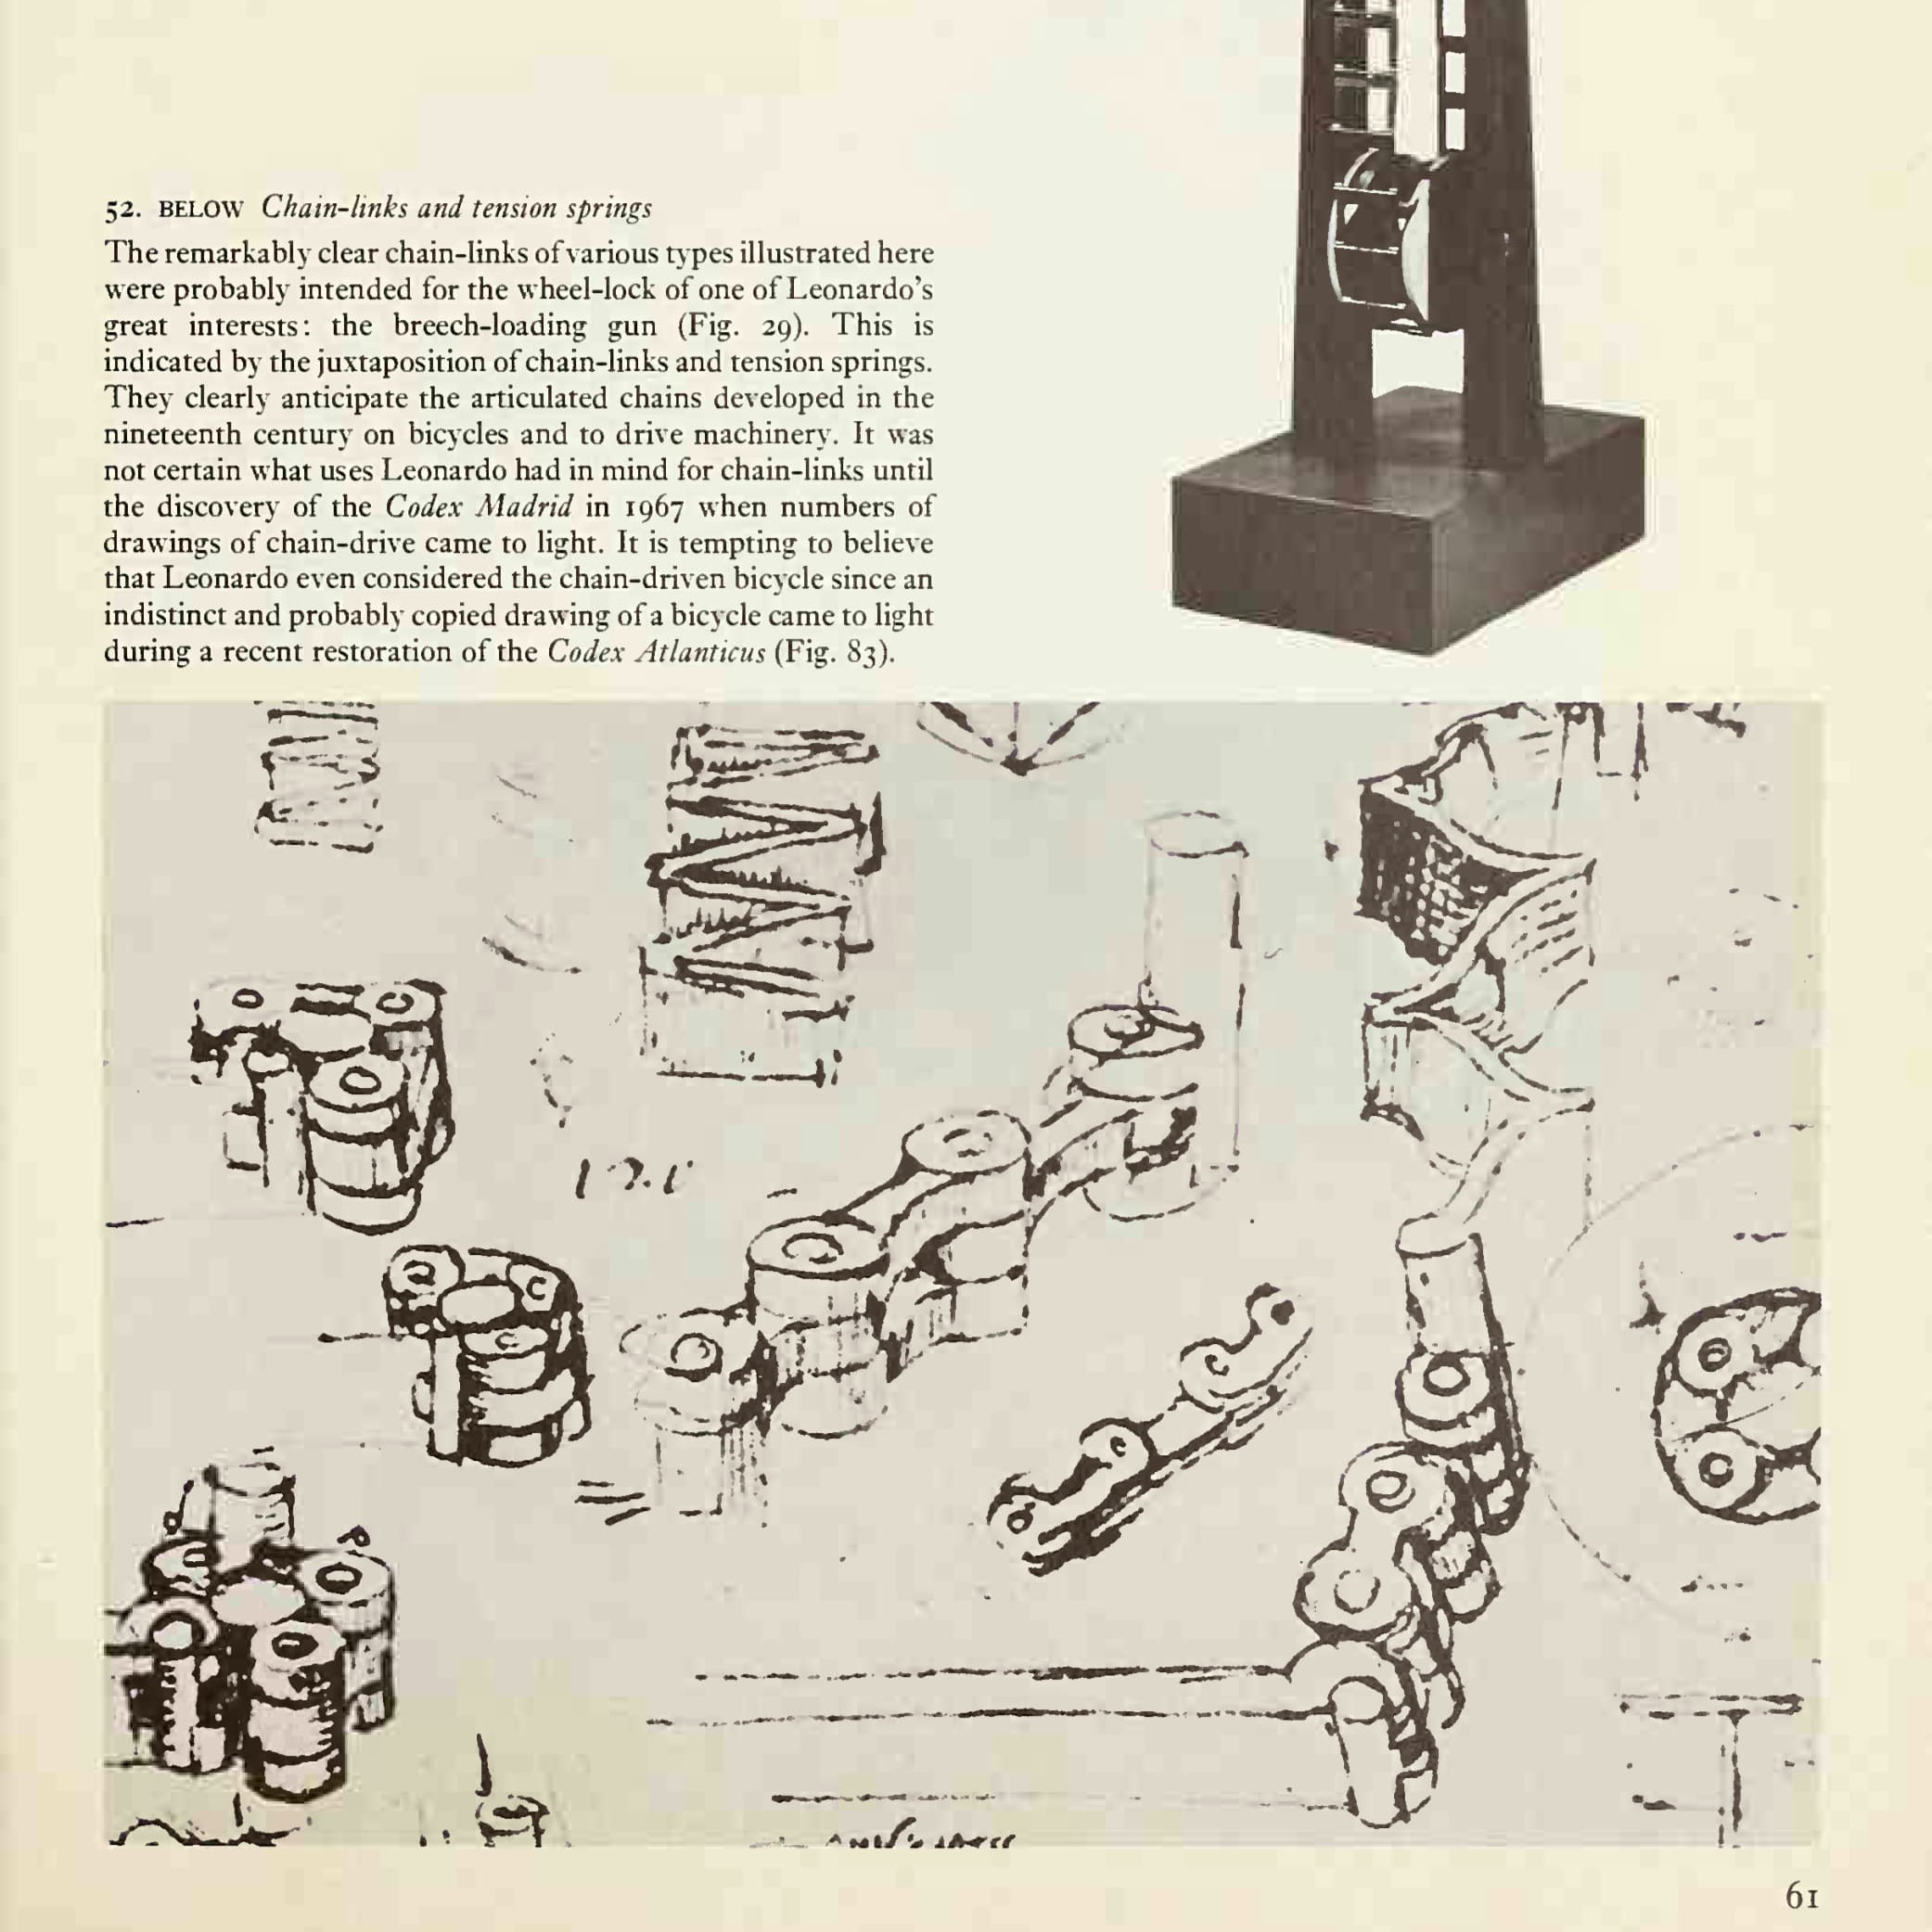 52. BELOW Chain-links and tension springs
The remarkably clear chain-links of various types illustrated here
were probably intended for the wheel-lock of one of Leonardo's
great interests: the breech-loading gun (Fig. 29). This is
indicated by the juxtaposition of chain-links and tension springs.
They clearly anticipate the articulated chains developed in the
nineteenth century on bicycles and to drive machinery. It was
not certain what uses Leonardo had in mind for chain-links until
the discovery of the Codex Madrid in 1967 when numbers of
drawings of chain-drive came to light. It is tempting to believe
that Leonardo even considered the chain-driven bicycle since an
indistinct and probably copied drawing of a bicycle came to light
during a recent restoration of the Codex Atlanticus (Fig. 83).
61